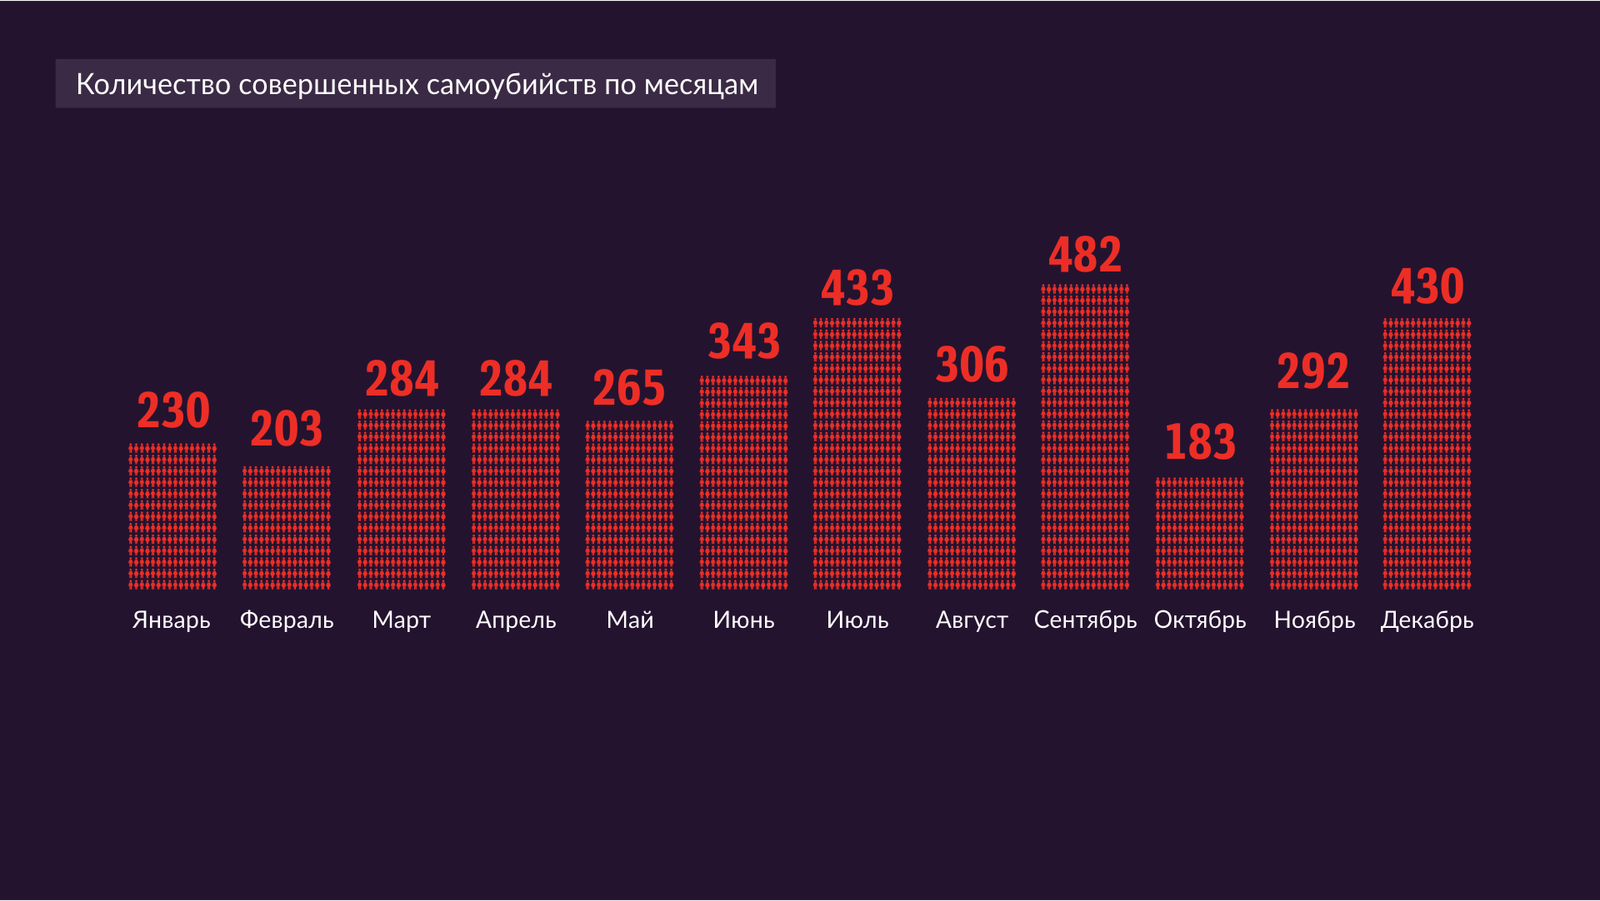 Количество совершенных самоубийств по месяцам
230
203
284
284
265
343
433
306
482
183
292
430
Январь
Февраль
Март
Апрель
Май
Июнь
Июль
Август
Сентябрь
Октябрь
Ноябрь
Декабрь